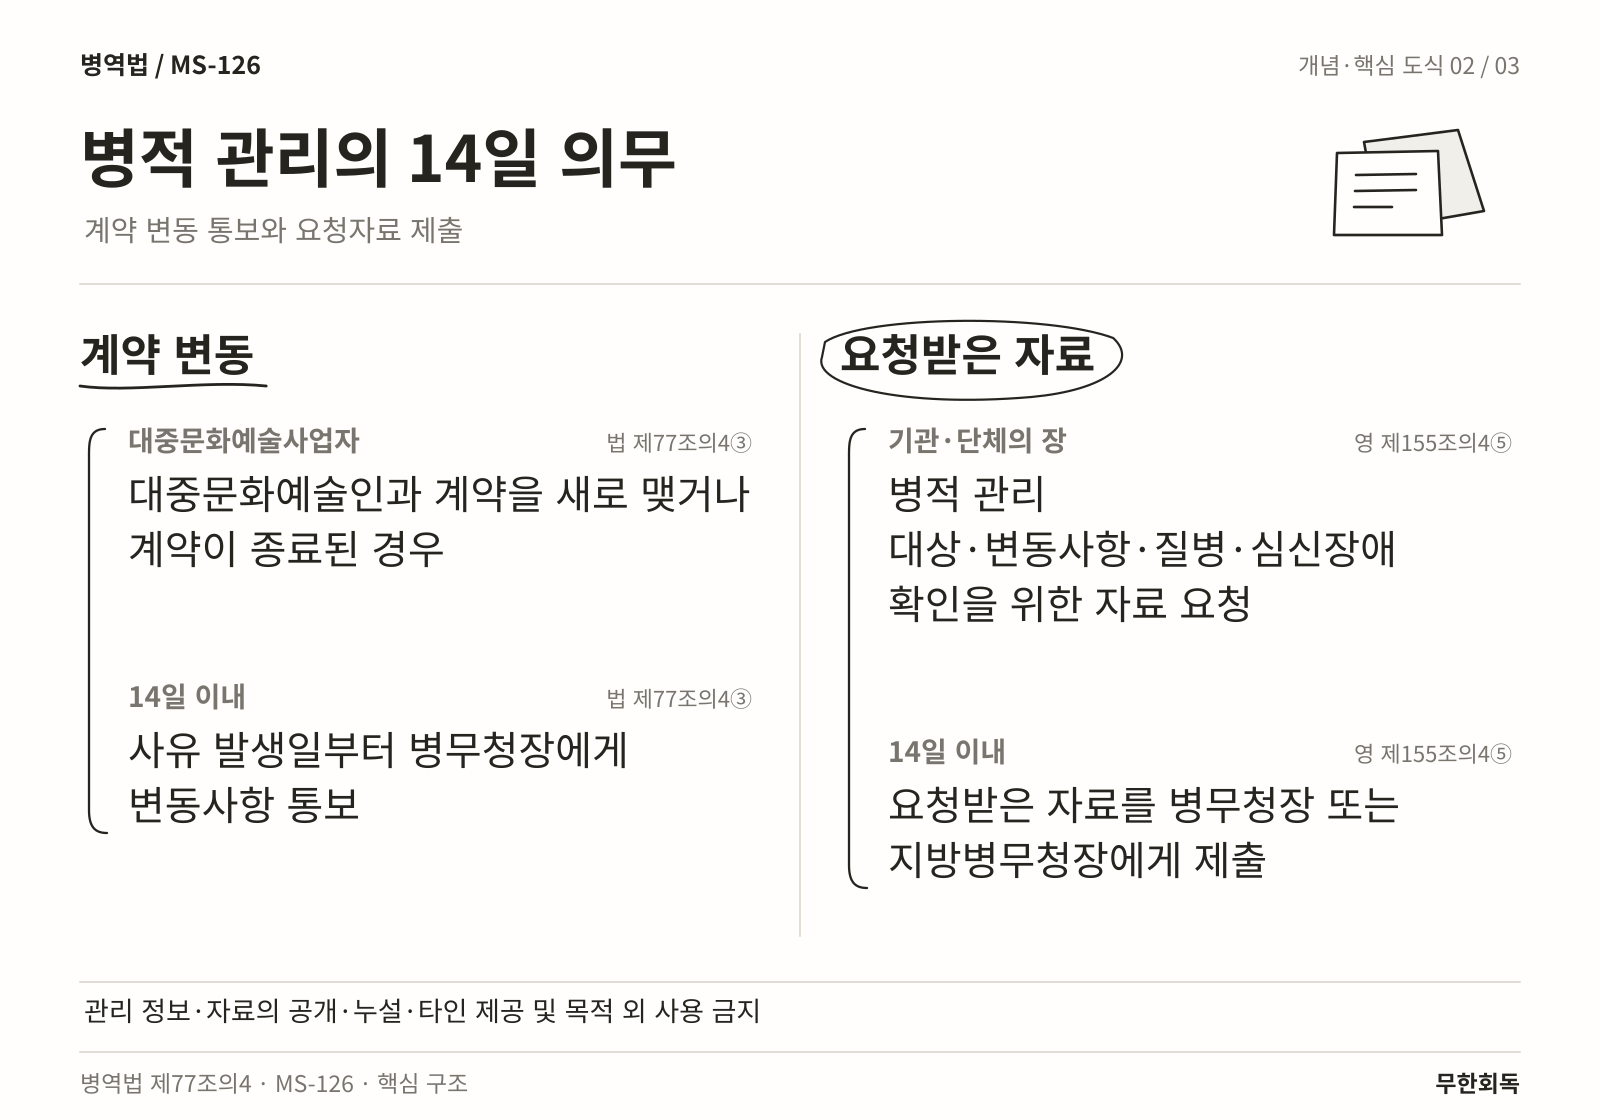 병역법 / MS-126
개념·핵심 도식 02 / 03
병적 관리의 14일 의무
계약 변동 통보와 요청자료 제출
계약 변동
대중문화예술사업자
법 제77조의4③
대중문화예술인과 계약을 새로 맺거나
계약이 종료된 경우
14일 이내
법 제77조의4③
사유 발생일부터 병무청장에게
변동사항 통보
요청받은 자료
기관·단체의 장
영 제155조의4⑤
병적 관리
대상·변동사항·질병·심신장애
확인을 위한 자료 요청
14일 이내
영 제155조의4⑤
요청받은 자료를 병무청장 또는
지방병무청장에게 제출
관리 정보·자료의 공개·누설·타인 제공 및 목적 외 사용 금지
병역법 제77조의4 · MS-126 · 핵심 구조
무한회독